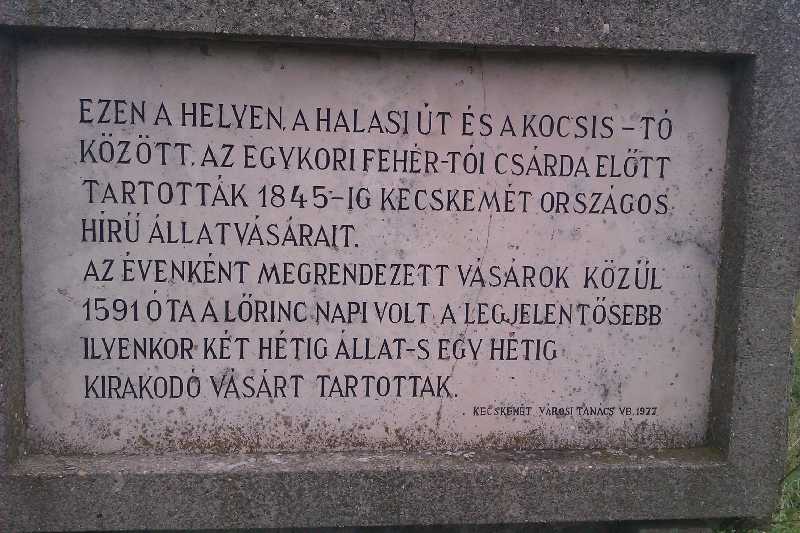 EZEN A HELYEN, A HALASI ÚT ÉS A KOCSIS – TÓ
KÖZÖTT, AZ EGYKORI FEHÉR-TÓI CSÁRDA ELŐTT
TARTOTTÁK 1845-IG KECSKEMÉT ORSZÁGOS
HÍRÜ ÁLLATVÁSÁRAIT.
AZ ÉVENKÉNT MEGRENDEZETT VÁSÁROK KÖZÜL
1591 ÓTA A LŐRINC NAPI VOLT A LEGJELENTŐSEBB
ILYENKOR KÉT HÉTIG ÁLLAT-S EGY HÉTIG
KIRAKODÓ VÁSÁRT TARTOTTAK.
KECSKEMÉT VÁROSI TANÁCS VB. 1977